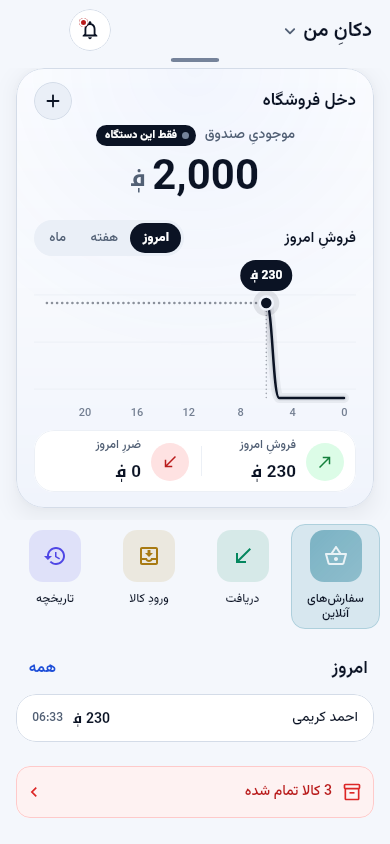 دکانِ من
دخل فروشگاه
موجودیِ صندوق
فقط این دستگاه
2,000 ؋
فروشِ امروز
امروز
هفته
ماه
230 ؋
20 16 12 8 4 0
فروشِ امروز
230 ؋
ضررِ امروز
0 ؋
سفارش‌های آنلاین
دریافت
ورودِ کالا
تاریخچه
امروز
همه
احمد کریمی
230 ؋
06:33
3 کالا تمام شده